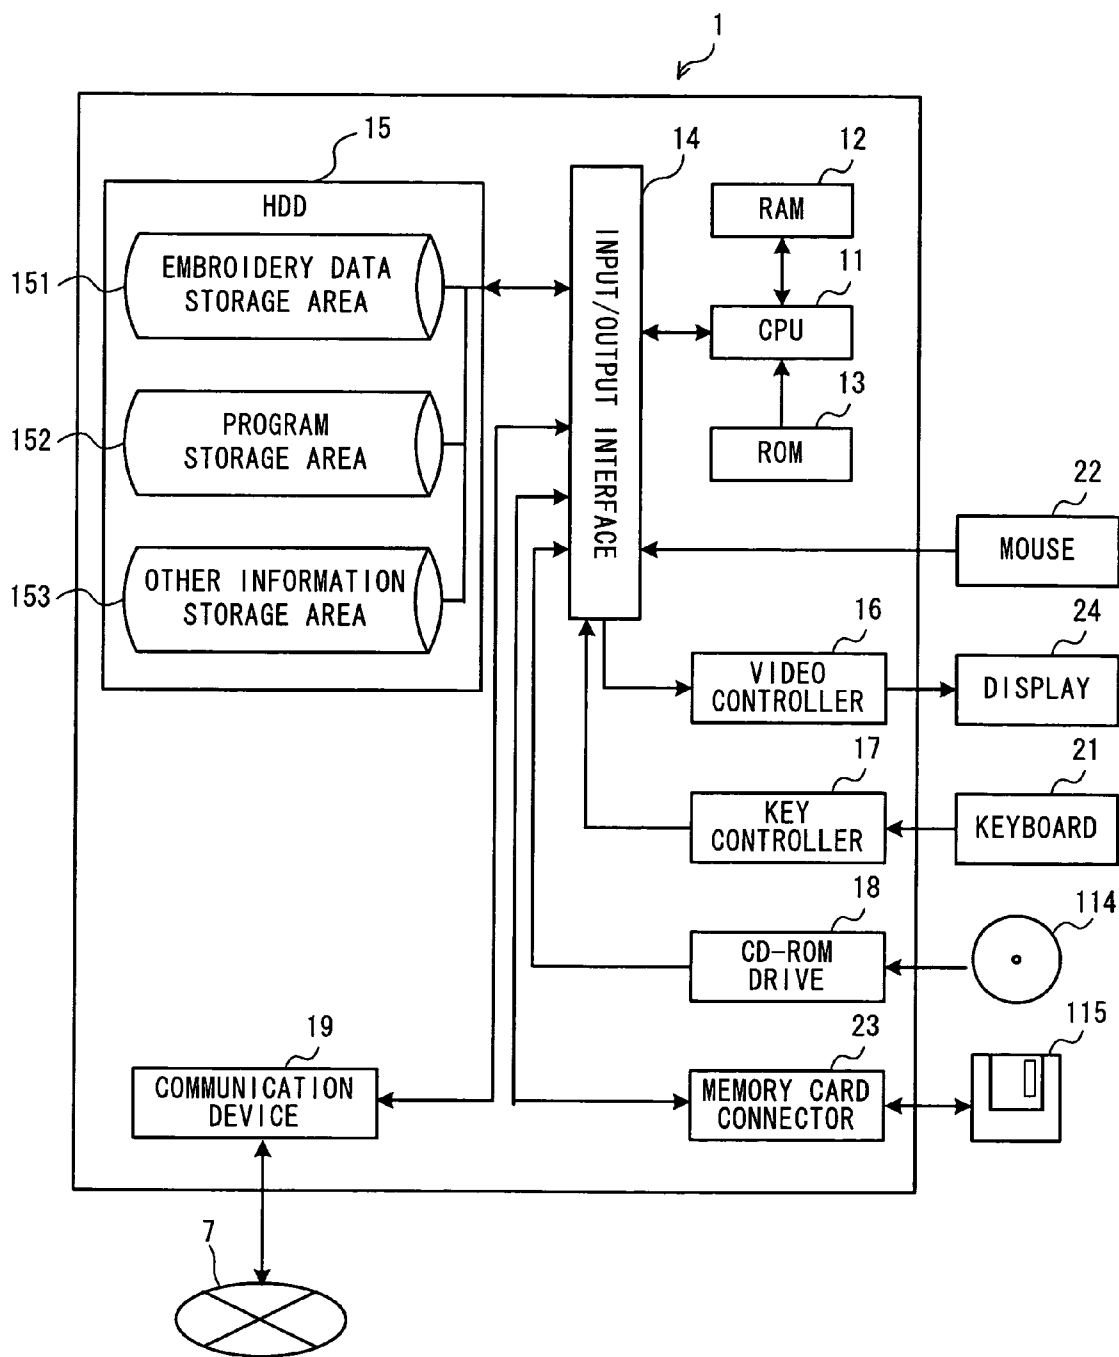 1
15
HDD
151
EMBROIDERY DATA
STORAGE AREA
152
PROGRAM
STORAGE AREA
153
OTHER INFORMATION
STORAGE AREA
14
INPUT/OUTPUT INTERFACE
12
RAM
11
CPU
13
ROM
22
MOUSE
16
VIDEO
CONTROLLER
24
DISPLAY
17
KEY
CONTROLLER
21
KEYBOARD
18
CD-ROM
DRIVE
114
19
COMMUNICATION
DEVICE
23
MEMORY CARD
CONNECTOR
115
7